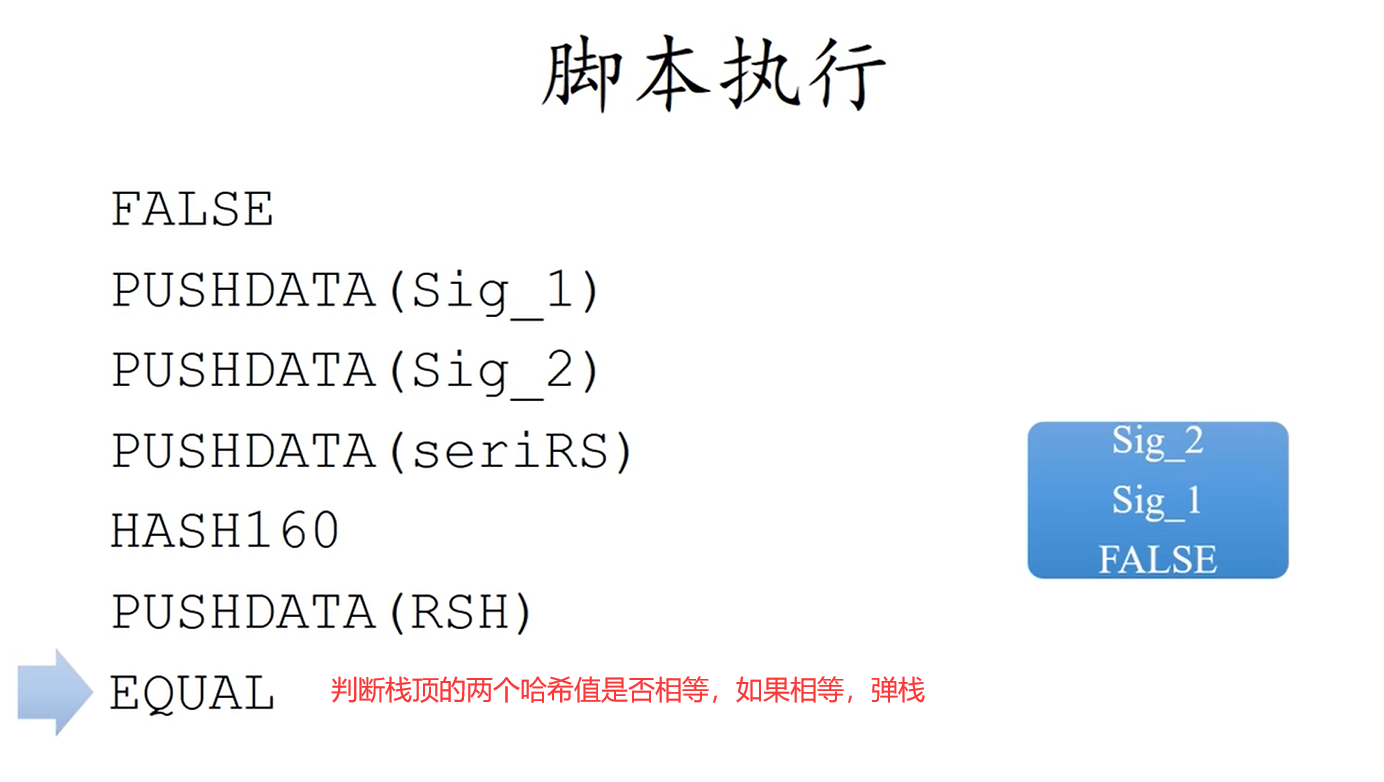 脚本执行
FALSE
PUSHDATA(Sig_1)
PUSHDATA(Sig_2)
PUSHDATA(seriRS)
HASH160
PUSHDATA(RSH)
EQUAL 判断栈顶的两个哈希值是否相等，如果相等，弹栈
Sig_2
Sig_1
FALSE